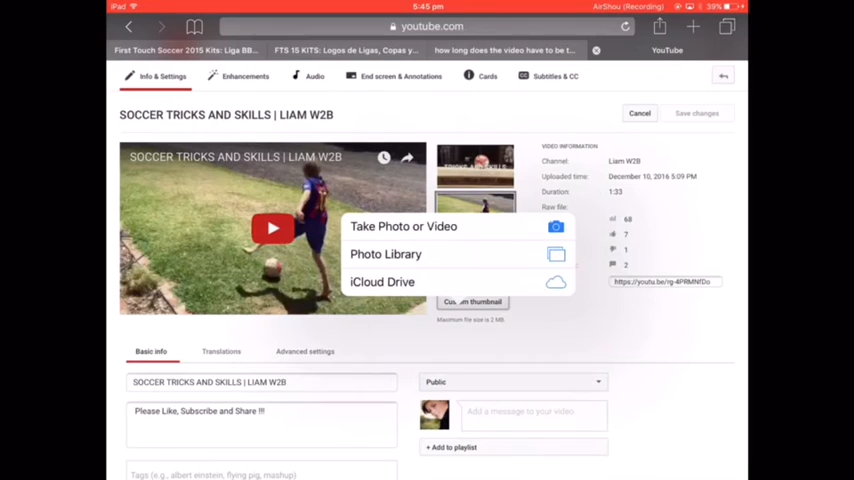 iPad
5:45 pm
AirShou (Recording)
39%
youtube.com
First Touch Soccer 2015 Kits: Liga BB...
FTS 15 KITS: Logos de Ligas, Copas y...
how long does the video have to be t...
YouTube
Info & Settings
Enhancements
Audio
End screen & Annotations
Cards
CC
Subtitles & CC
SOCCER TRICKS AND SKILLS | LIAM W2B
Cancel
Save changes
SOCCER TRICKS AND SKILLS | LIAM W2B
VIDEO INFORMATION
Channel: Liam W2B
Uploaded time: December 10, 2016 5:09 PM
Duration: 1:33
Raw file:
68
7
1
2
https://youtu.be/rg-4PRMNfDo
Take Photo or Video
Photo Library
iCloud Drive
Custom thumbnail
Maximum file size is 2 MB.
Basic info
Translations
Advanced settings
SOCCER TRICKS AND SKILLS | LIAM W2B
Public
Please Like, Subscribe and Share !!!
Add a message to your video
+ Add to playlist
Tags (e.g., albert einstein, flying pig, mashup)